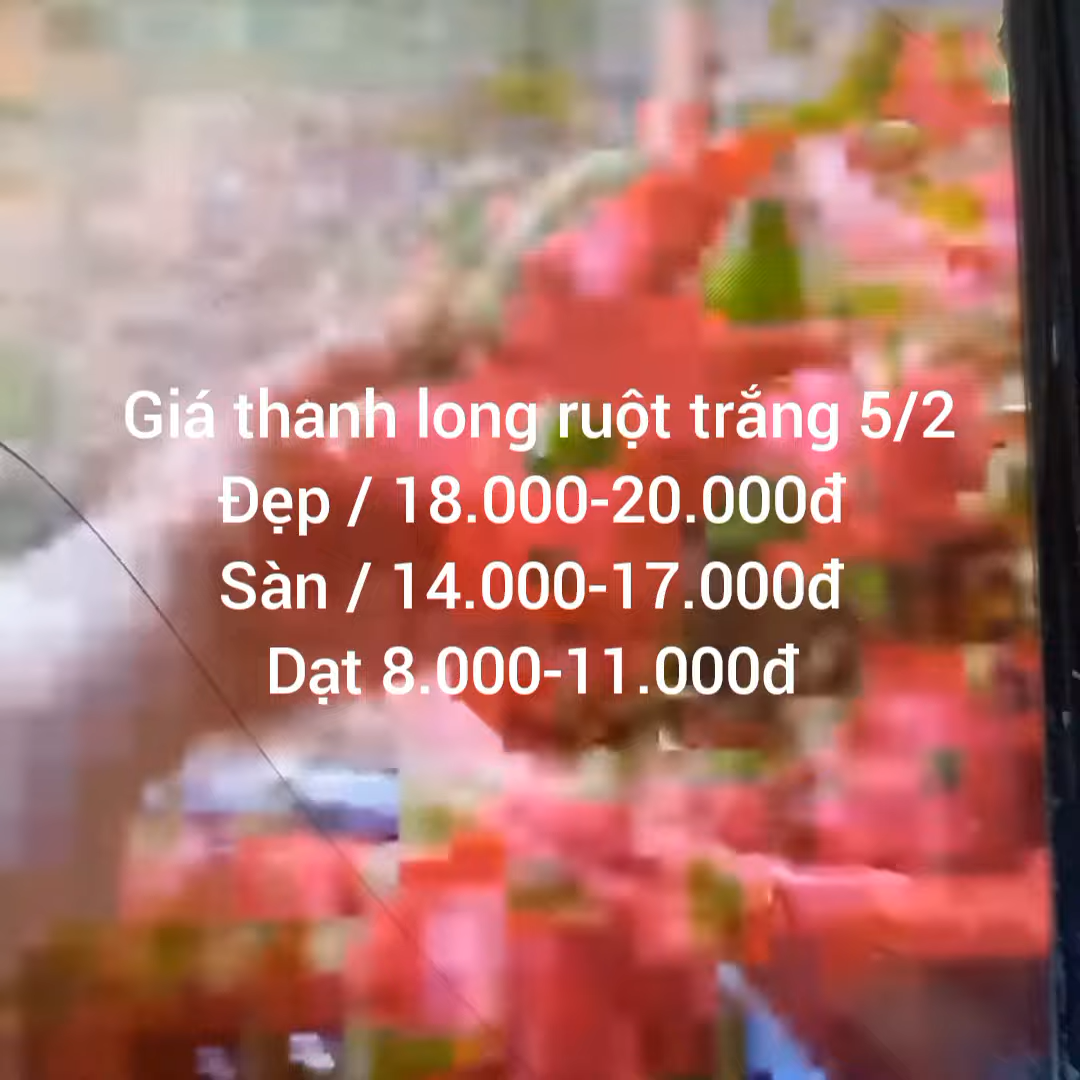 Giá thanh long ruột trắng 5/2
Đẹp / 18.000-20.000đ
Sàn / 14.000-17.000đ
Dạt 8.000-11.000đ